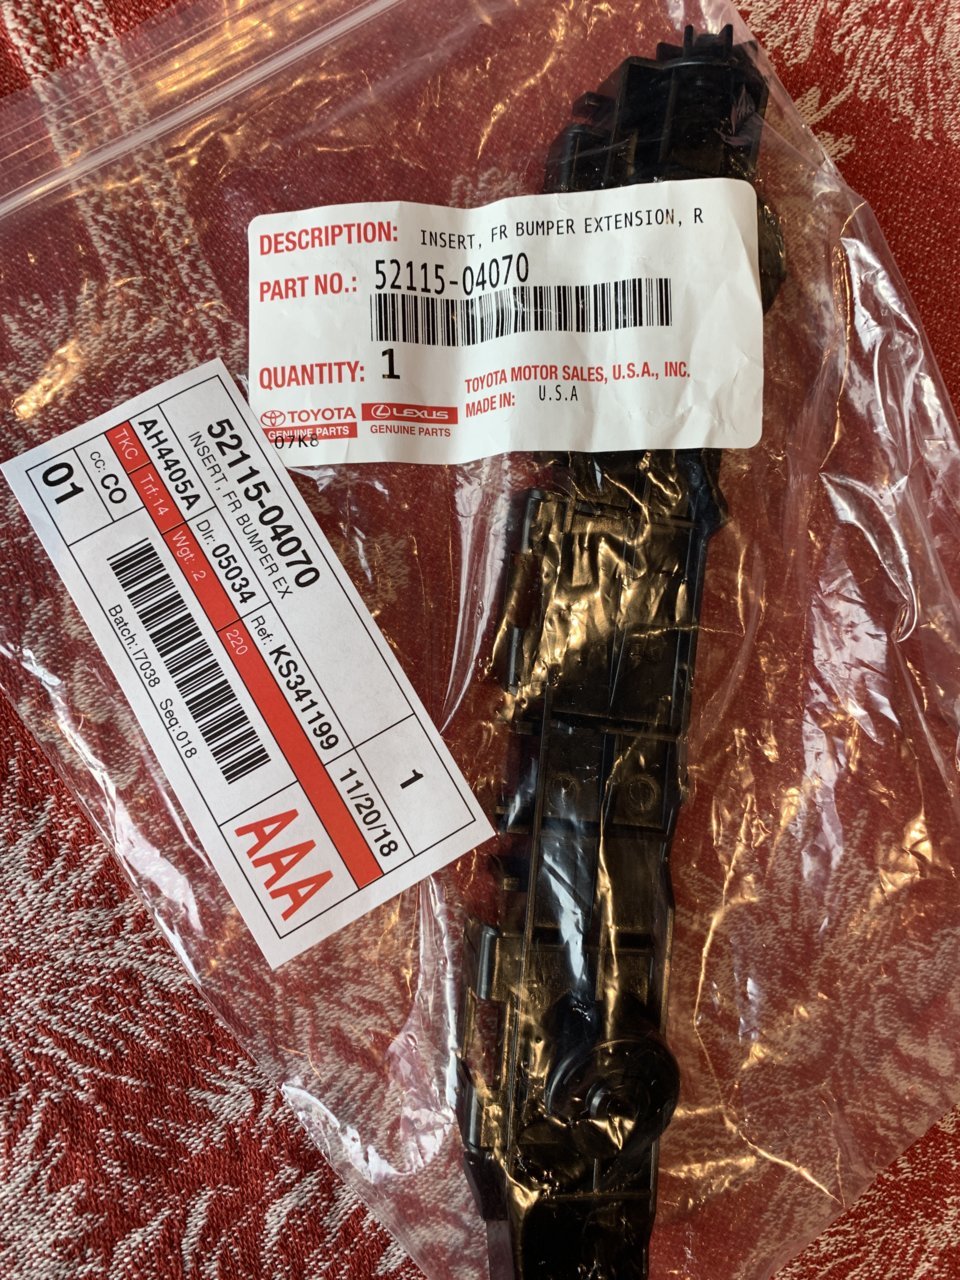 DESCRIPTION: INSERT, FR BUMPER EXTENSION, R
PART NO.: 52115-04070
QUANTITY: 1
TOYOTA MOTOR SALES, U.S.A., INC.
MADE IN: U.S.A
TOYOTA
GENUINE PARTS
LEXUS
GENUINE PARTS
07K8
52115-04070
INSERT, FR BUMPER EX
1
AH4405A Dlr: 05034 Ref: KS341199 11/20/18
TKC Trf: 14 Wgt: .2 220
cc: CO
01
Batch: I7038 Seq: 018
AAA